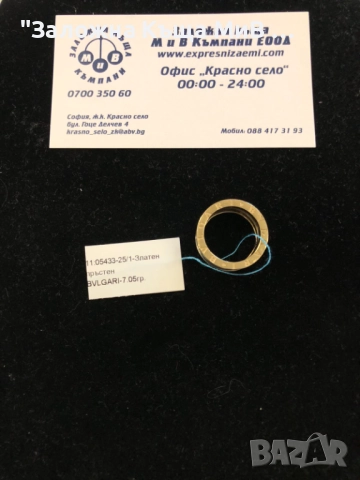 "Заложна къща
М и В Къмпани ЕООД
www.expresnizaemi.com
Офис „Красно село"
00:00 - 24:00
М и В
КЪМПАНИ
0700 350 60
София, ж.к. Красно село
бул. Гоце Делчев 4
krasno_selo_zk@abv.bg
Мобил: 088 417 31 93
11.05433-25/1-Златен
пръстен
BVLGARI-7.05гр.
BAZAR